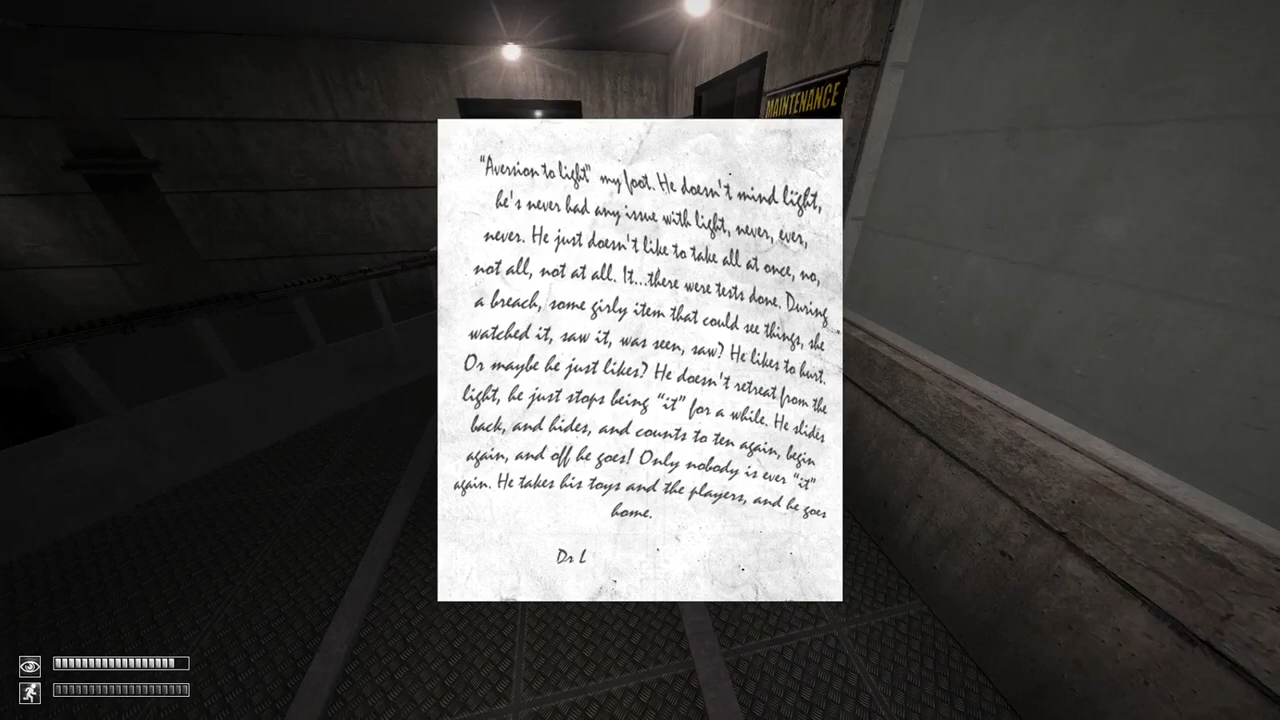 MAINTENANCE
“Aversion to light” my foot. He doesn't mind light,
he's never had any issue with light, never, ever,
never. He just doesn't like to take all at once, no,
not all, not at all. It...there were tests done. During
a breach, some girly item that could see things, she
watched it, saw it, was seen, saw? He likes to hurt.
Or maybe he just likes? He doesn't retreat from the
light, he just stops being “it” for a while. He slides
back, and hides, and counts to ten again, begin
again, and off he goes! Only nobody is ever “it”
again. He takes his toys and the players, and he goes
home.
Dr L